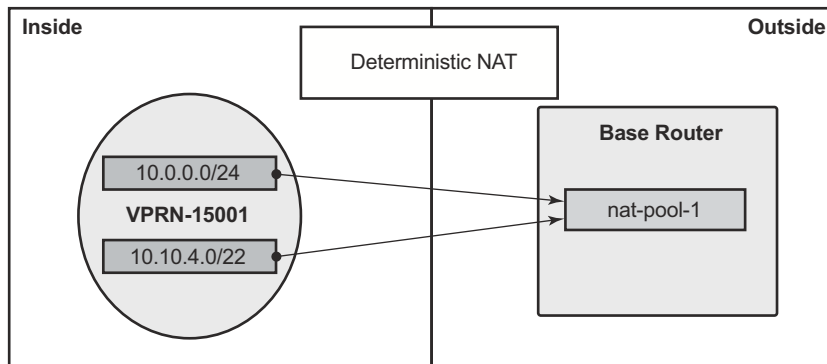 Inside
Outside
Deterministic NAT
Base Router
10.0.0.0/24
VPRN-15001
nat-pool-1
10.10.4.0/22